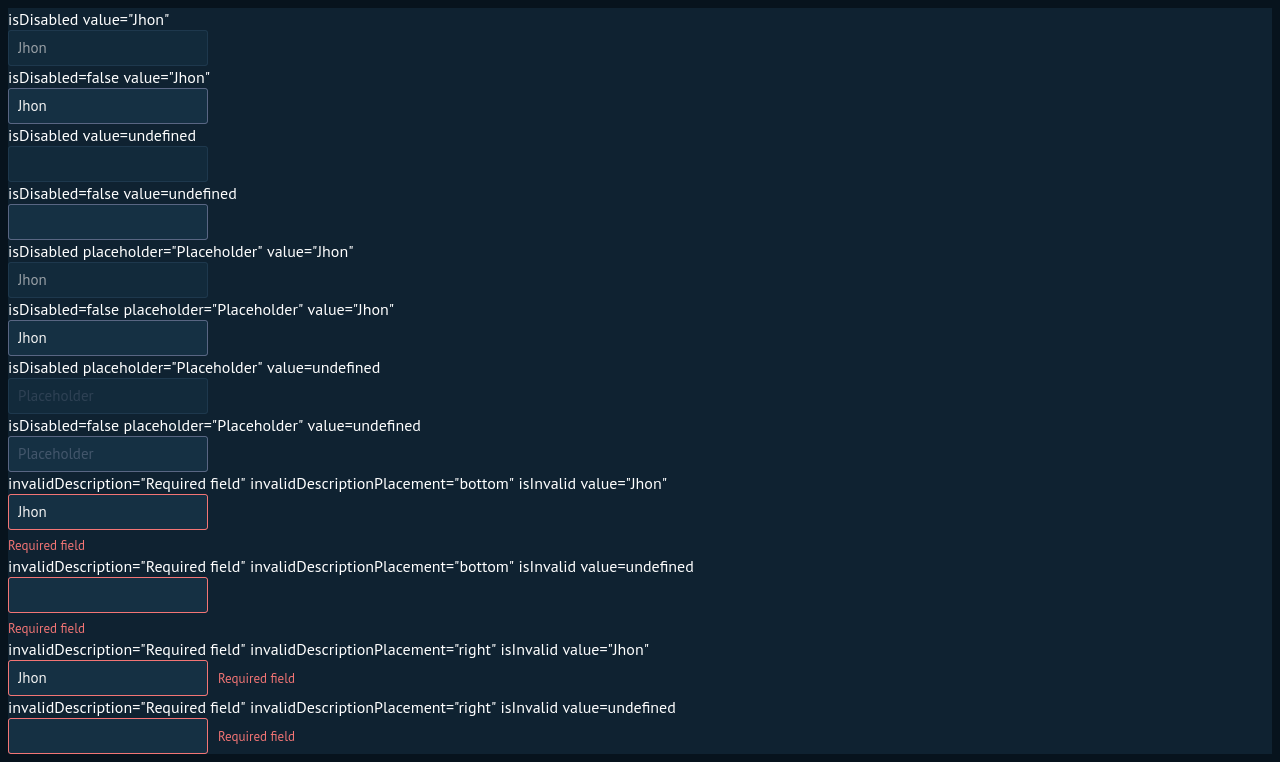 isDisabled value="Jhon"
Jhon
isDisabled=false value="Jhon"
Jhon
isDisabled value=undefined
isDisabled=false value=undefined
isDisabled placeholder="Placeholder" value="Jhon"
Jhon
isDisabled=false placeholder="Placeholder" value="Jhon"
Jhon
isDisabled placeholder="Placeholder" value=undefined
Placeholder
isDisabled=false placeholder="Placeholder" value=undefined
Placeholder
invalidDescription="Required field" invalidDescriptionPlacement="bottom" isInvalid value="Jhon"
Jhon
Required field
invalidDescription="Required field" invalidDescriptionPlacement="bottom" isInvalid value=undefined
Required field
invalidDescription="Required field" invalidDescriptionPlacement="right" isInvalid value="Jhon"
Jhon Required field
invalidDescription="Required field" invalidDescriptionPlacement="right" isInvalid value=undefined
Required field